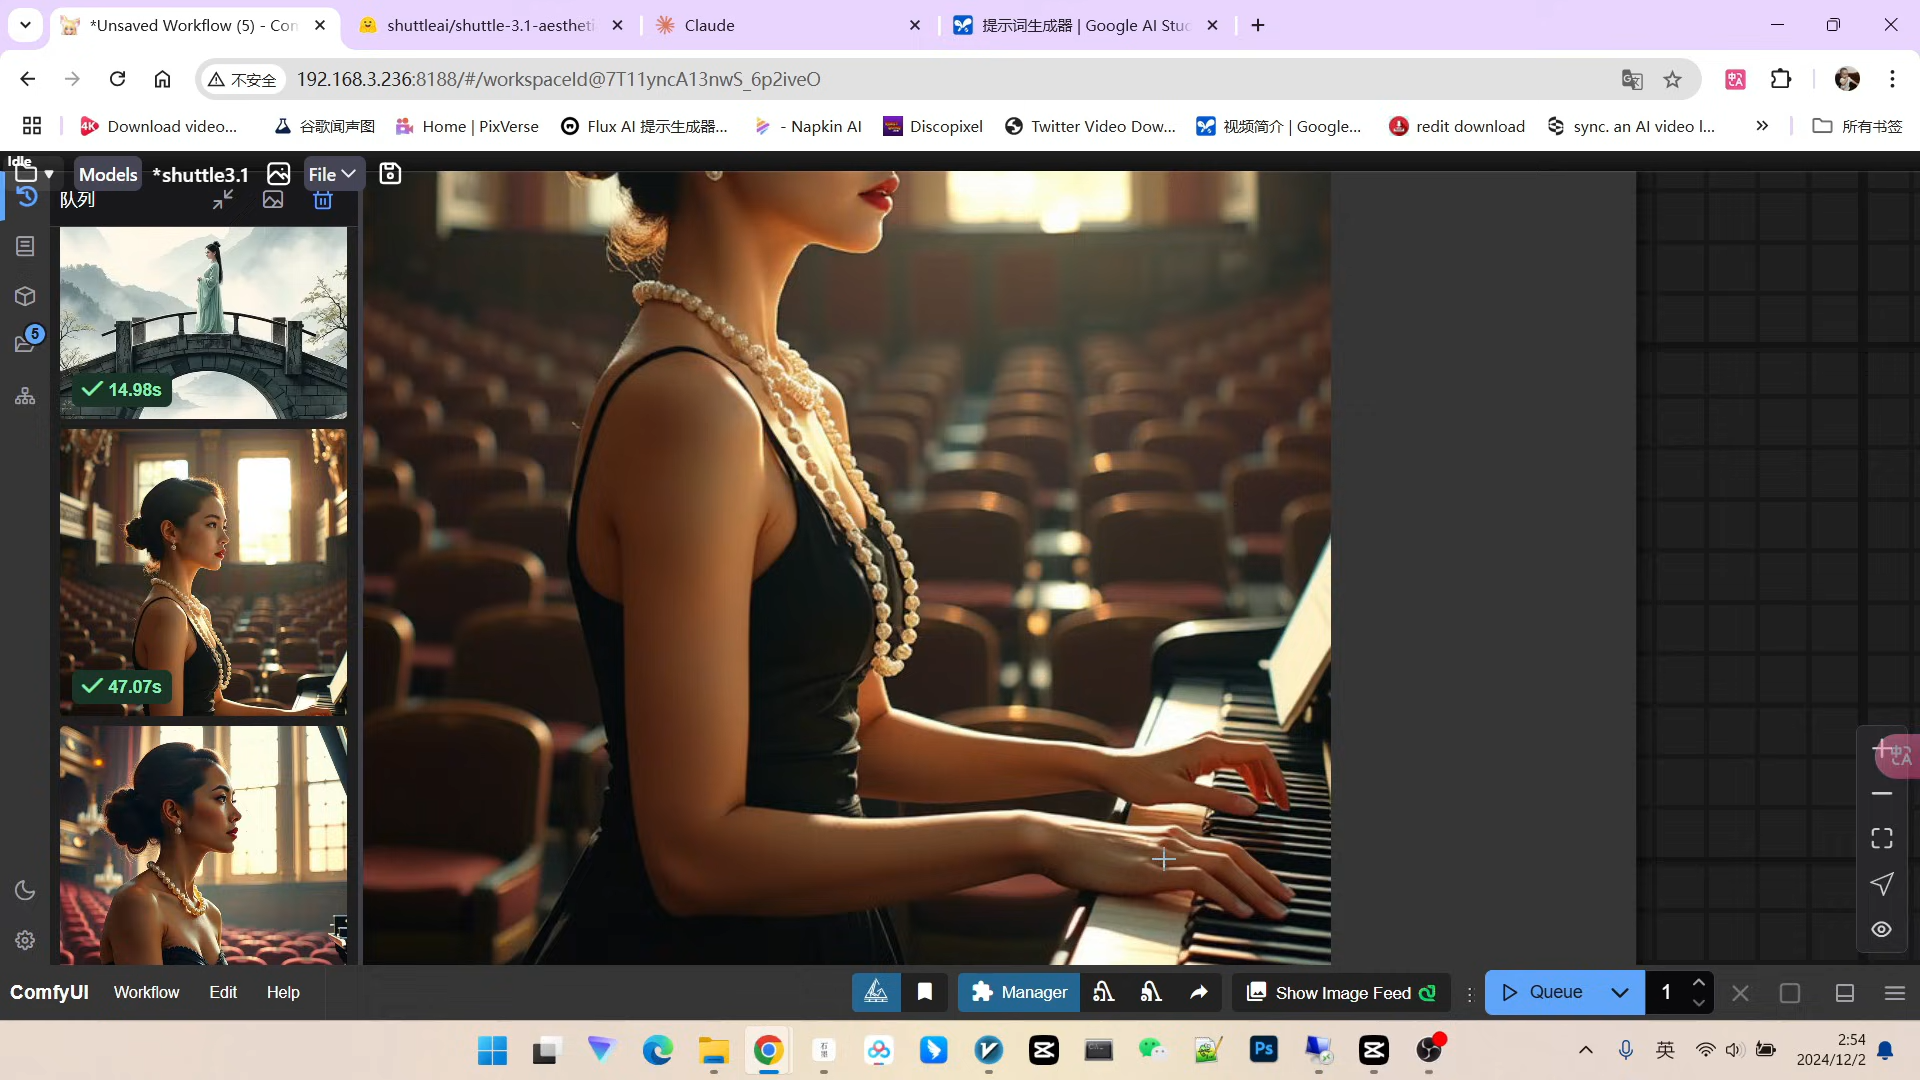 *Unsaved Workflow (5) - Con
shuttleai/shuttle-3.1-aestheti
Claude
提示词生成器 | Google AI Stud
不安全
192.168.3.236:8188/#/workspaceId@7T11yncA13nwS_6p2iveO
Download video...
谷歌闻声图
Home | PixVerse
Flux AI 提示生成器...
- Napkin AI
Discopixel
Twitter Video Dow...
视频简介 | Google...
redit download
sync. an AI video l...
所有书签
Idle
Models
*shuttle3.1
File
队列
5
14.98s
47.07s
ComfyUI
Workflow
Edit
Help
Manager
Show Image Feed
Queue
1
英
2:54
2024/12/2